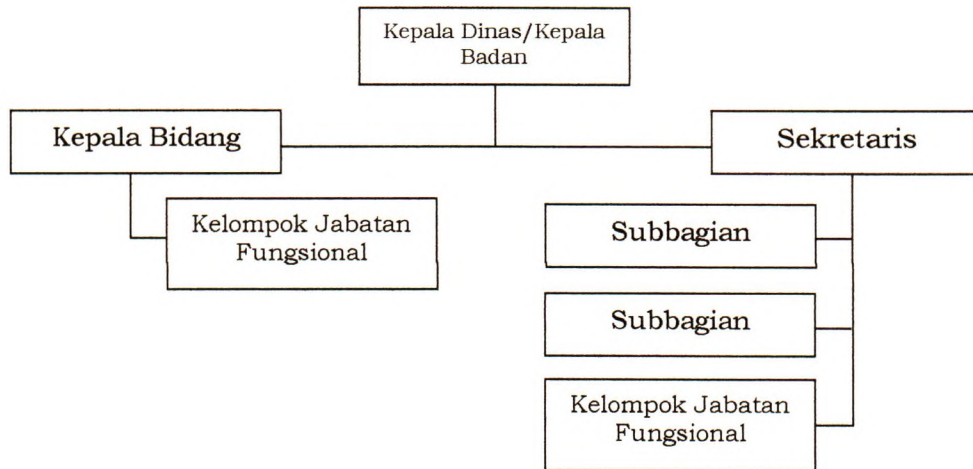 Kepala Dinas/Kepala
Badan
Kepala Bidang
Sekretaris
Kelompok Jabatan
Fungsional
Subbagian
Subbagian
Kelompok Jabatan
Fungsional